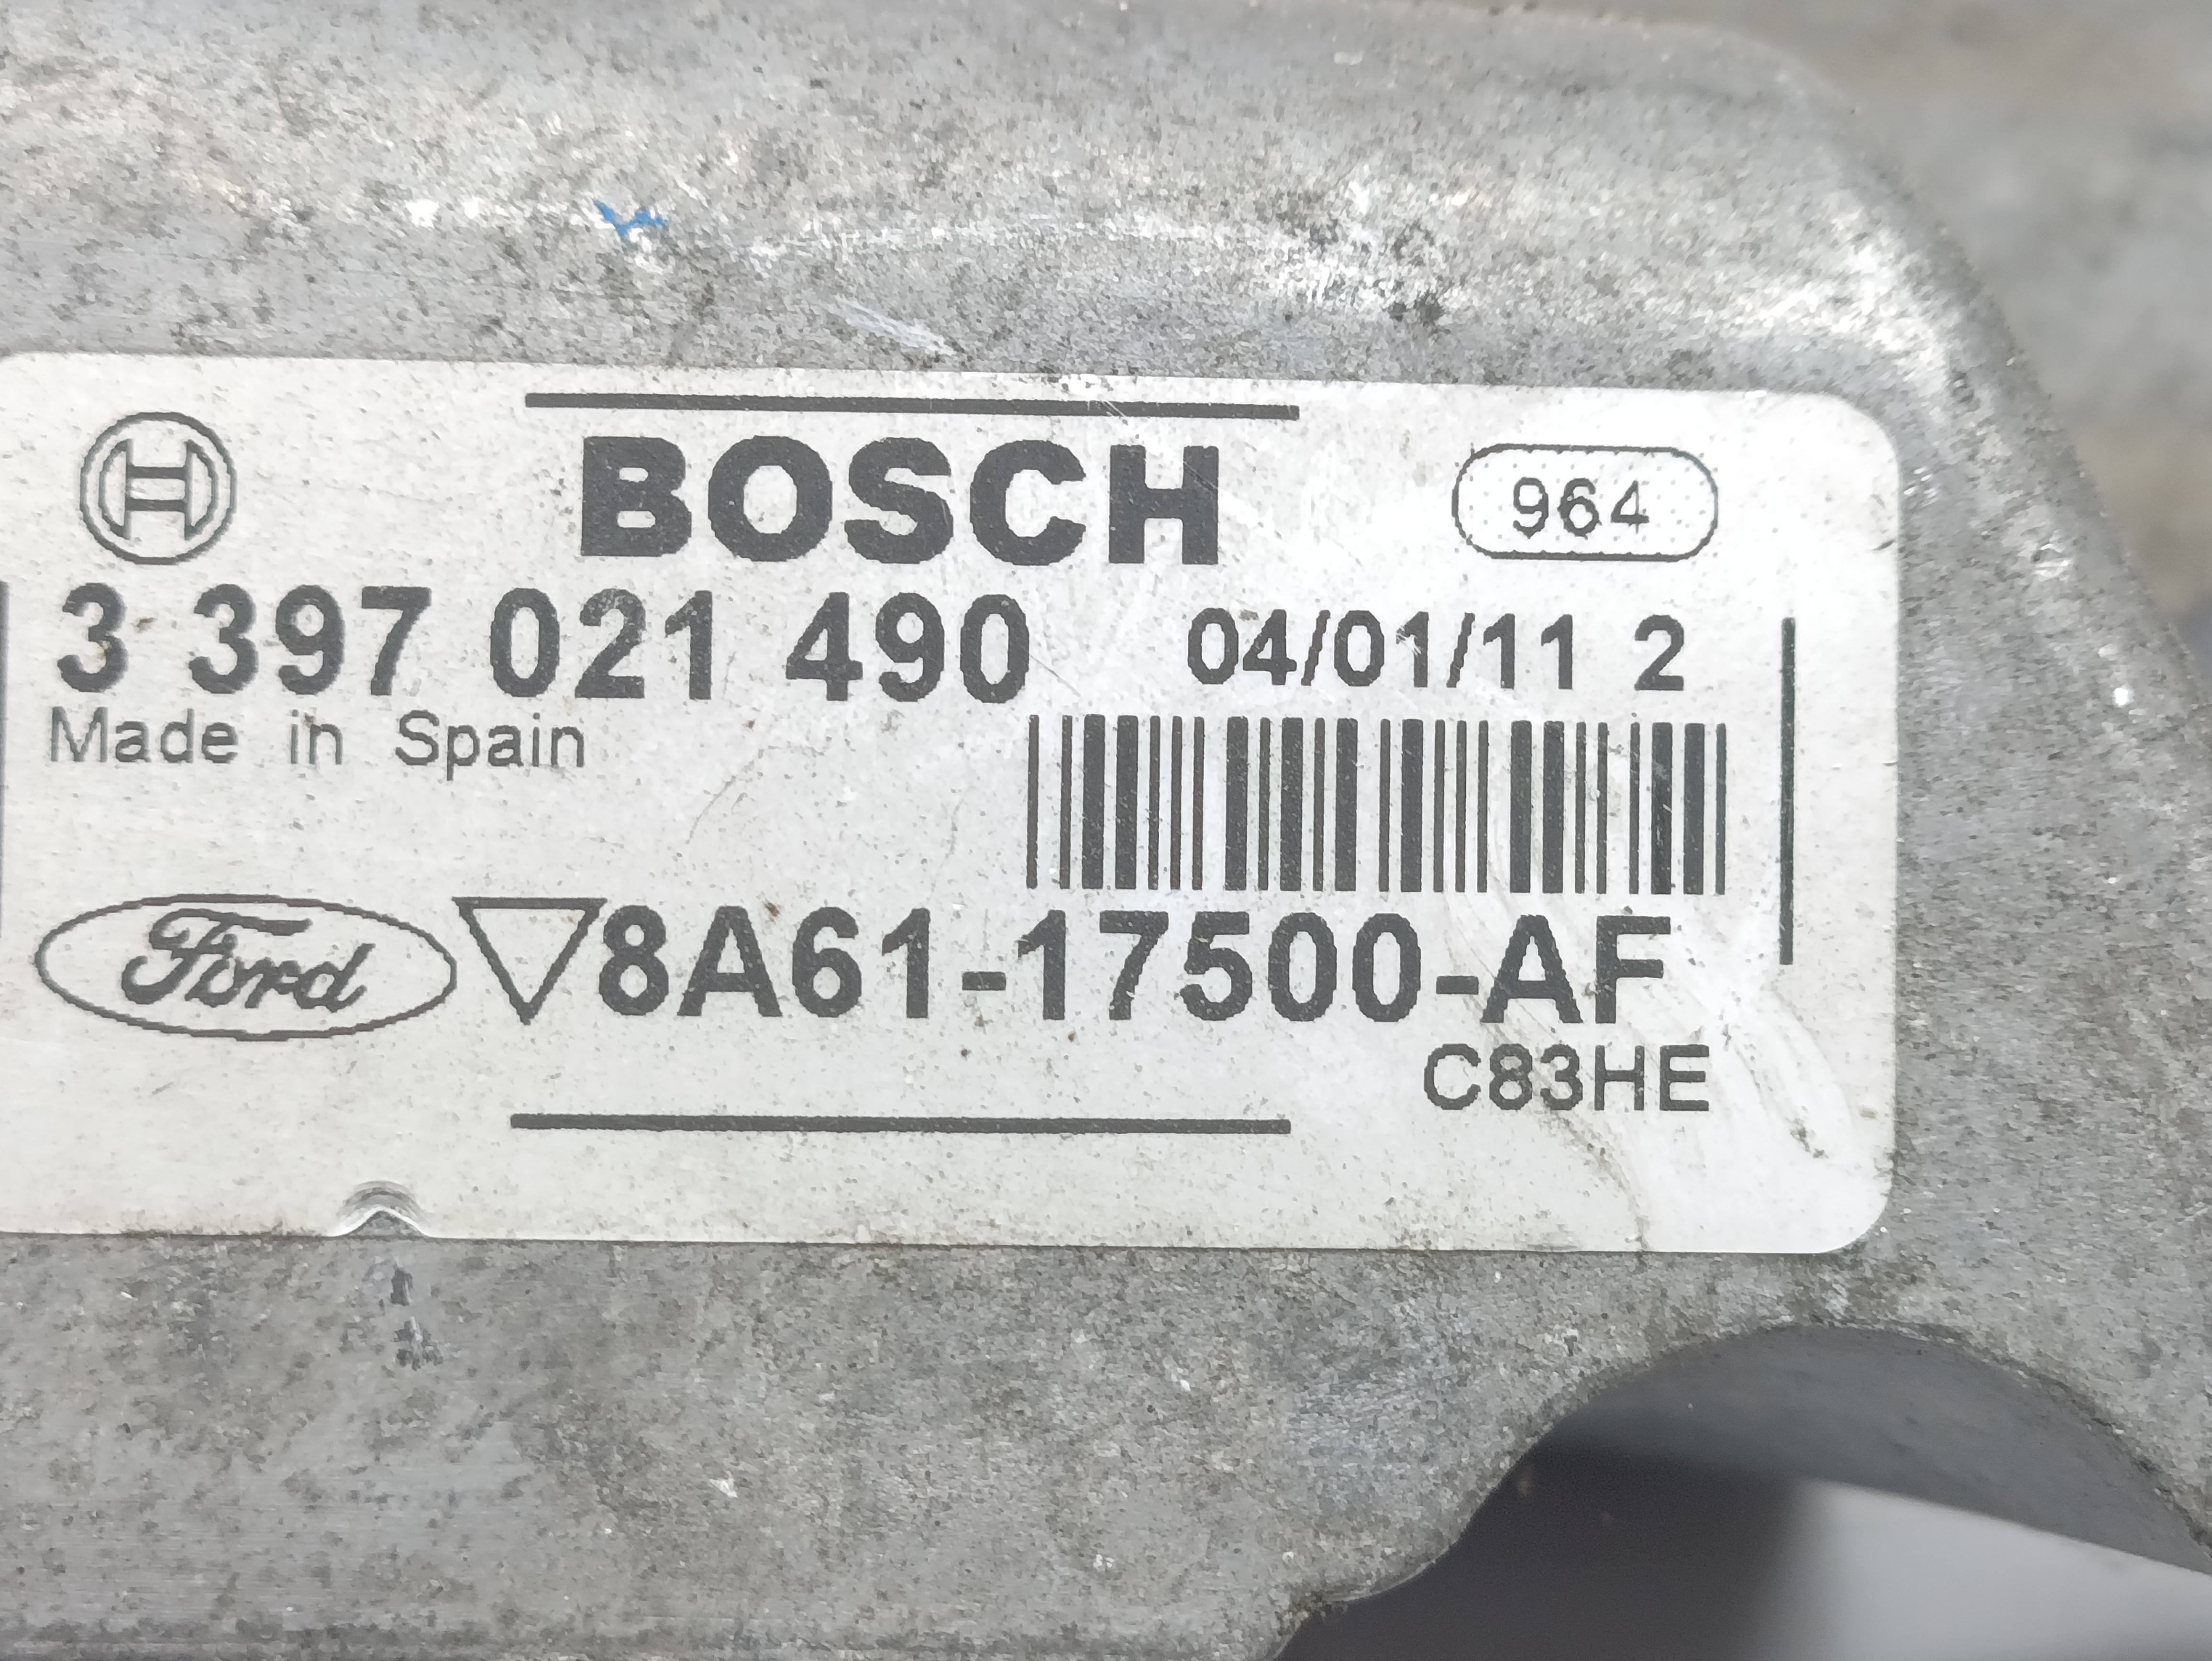 BOSCH
964
3 397 021 490 04/01/11 2
Made in Spain
Ford 8A61-17500-AF
C83HE